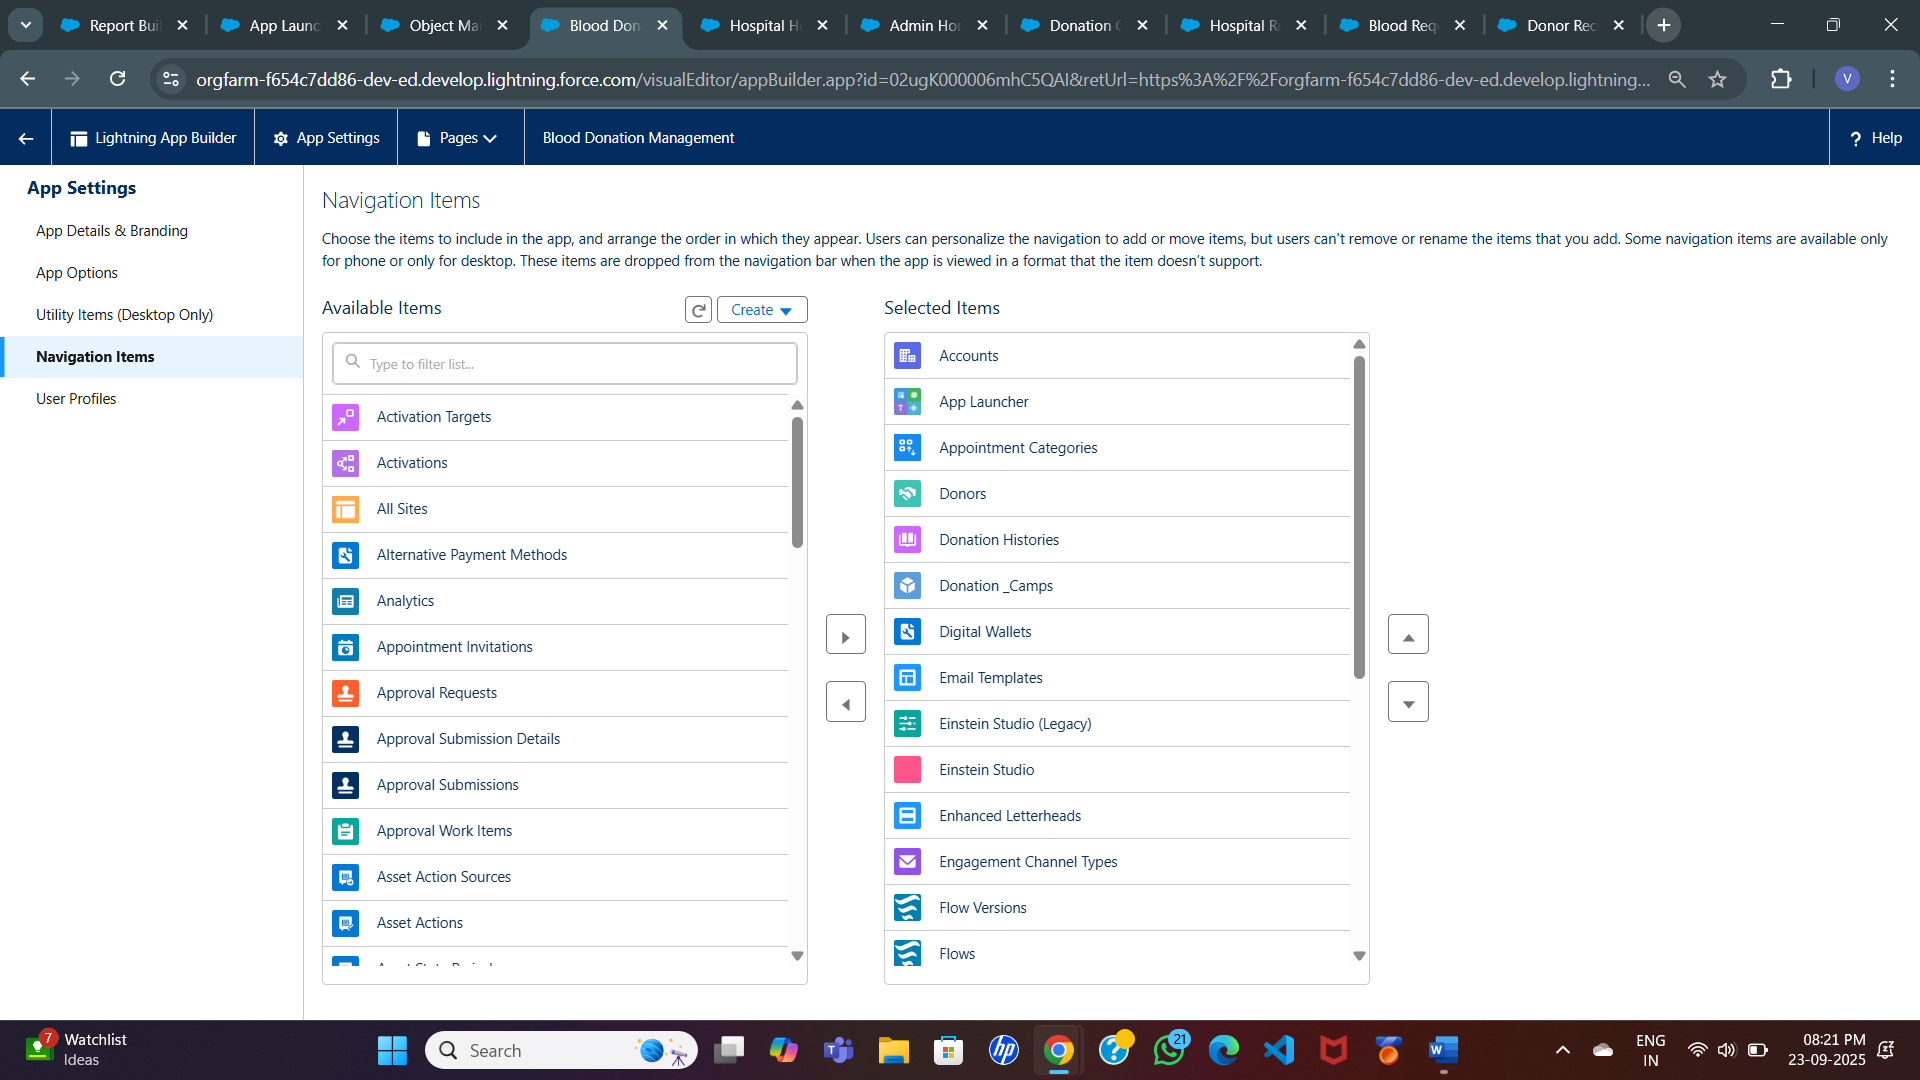 Report Buil
App Launc
Object Ma
Blood Don
Hospital H
Admin Hor
Donation C
Hospital R
Blood Req
Donor Rec
orgfarm-f654c7dd86-dev-ed.develop.lightning.force.com/visualEditor/appBuilder.app?id=02ugK000006mhC5QAI&retUrl=https%3A%2F%2Forgfarm-f654c7dd86-dev-ed.develop.lightning...
V
Lightning App Builder
App Settings
Pages
Blood Donation Management
? Help
App Settings
App Details & Branding
App Options
Utility Items (Desktop Only)
Navigation Items
User Profiles
Navigation Items
Choose the items to include in the app, and arrange the order in which they appear. Users can personalize the navigation to add or move items, but users can't remove or rename the items that you add. Some navigation items are available only
for phone or only for desktop. These items are dropped from the navigation bar when the app is viewed in a format that the item doesn't support.
Available Items
Create
Type to filter list...
Activation Targets
Activations
All Sites
Alternative Payment Methods
Analytics
Appointment Invitations
Approval Requests
Approval Submission Details
Approval Submissions
Approval Work Items
Asset Action Sources
Asset Actions
Selected Items
Accounts
App Launcher
Appointment Categories
Donors
Donation Histories
Donation _Camps
Digital Wallets
Email Templates
Einstein Studio (Legacy)
Einstein Studio
Enhanced Letterheads
Engagement Channel Types
Flow Versions
Flows
7
Watchlist
Ideas
Search
21
ENG
IN
08:21 PM
23-09-2025